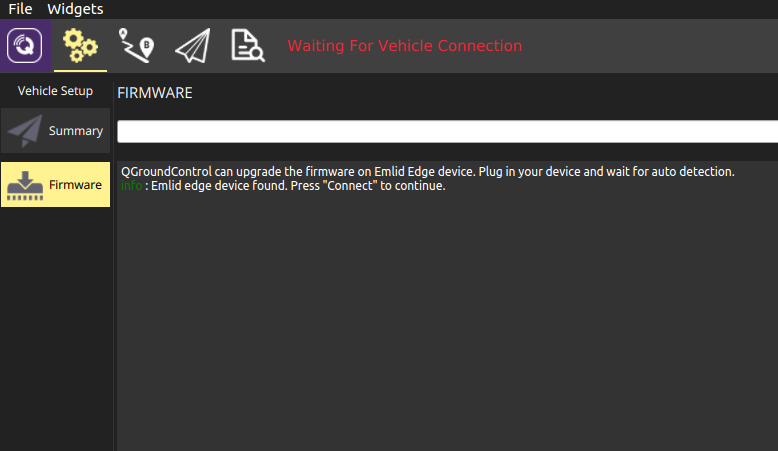 File Widgets
Waiting For Vehicle Connection
Vehicle Setup
FIRMWARE
Summary
QGroundControl can upgrade the firmware on Emlid Edge device. Plug in your device and wait for auto detection.
Firmware
info : Emlid edge device found. Press "Connect" to continue.